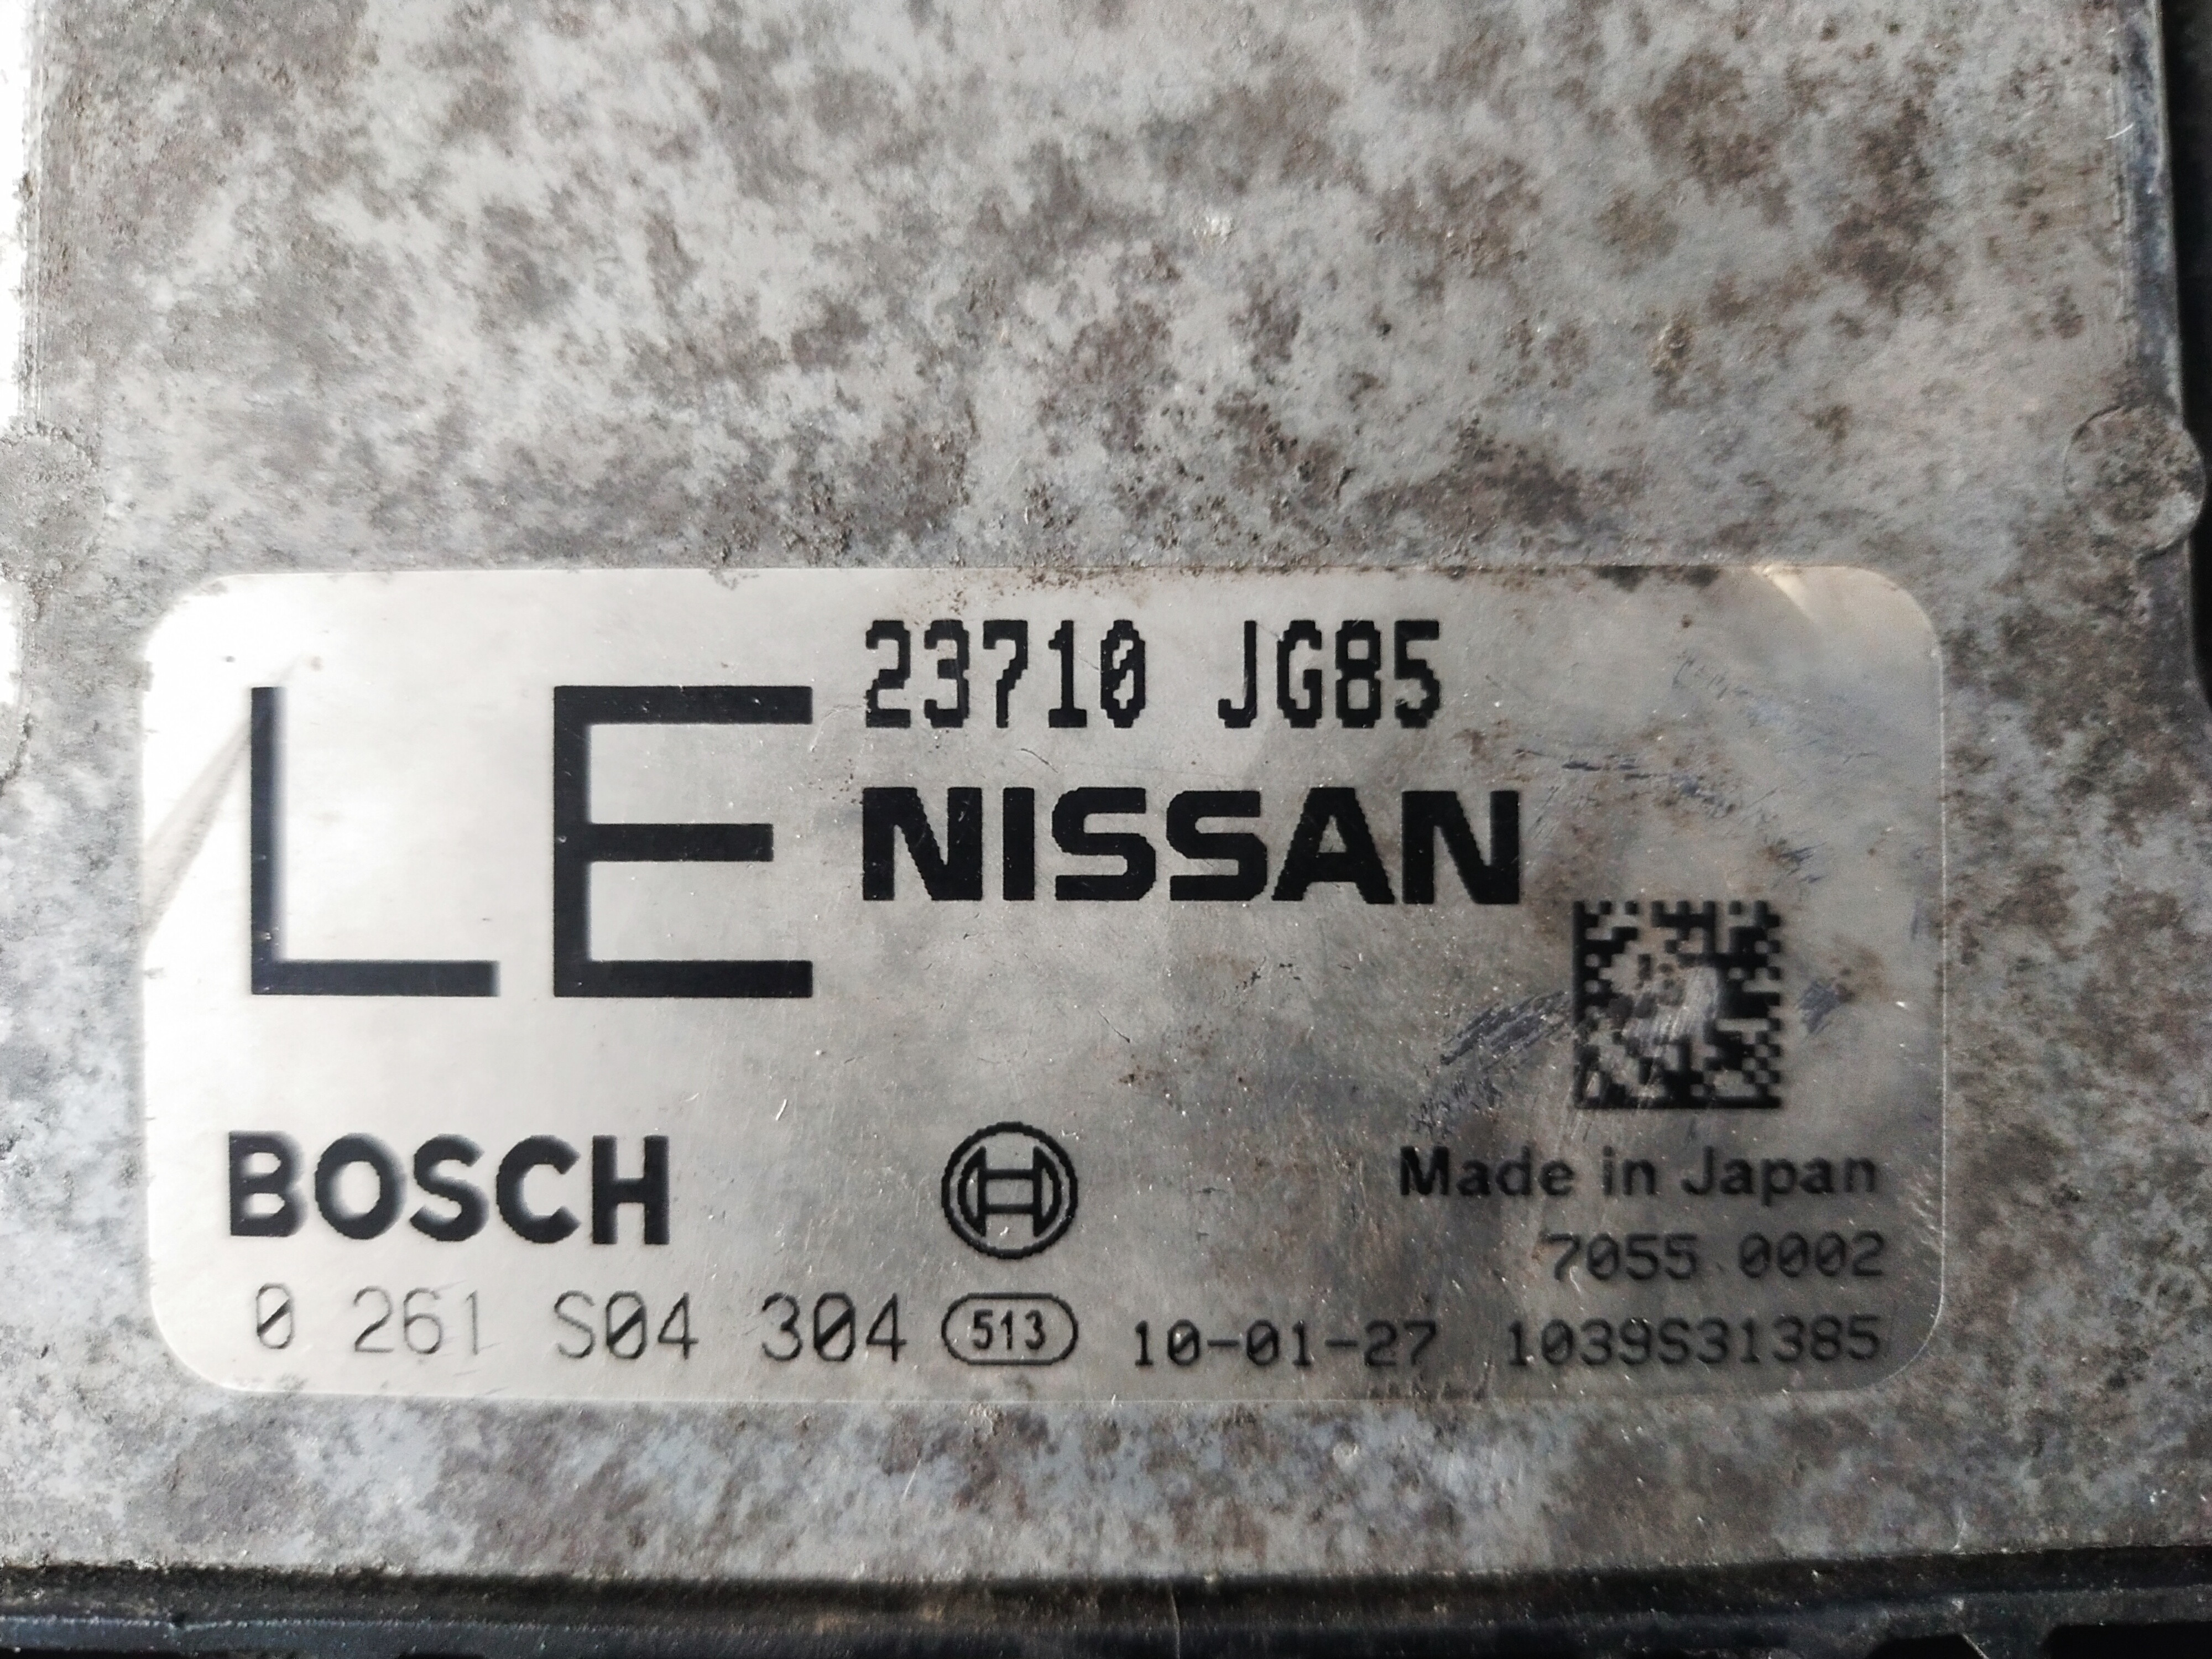 23710 JG85
LE NISSAN
BOSCH
Made in Japan
7055 0002
0 261 S04 304 513 10-01-27 1039S31385